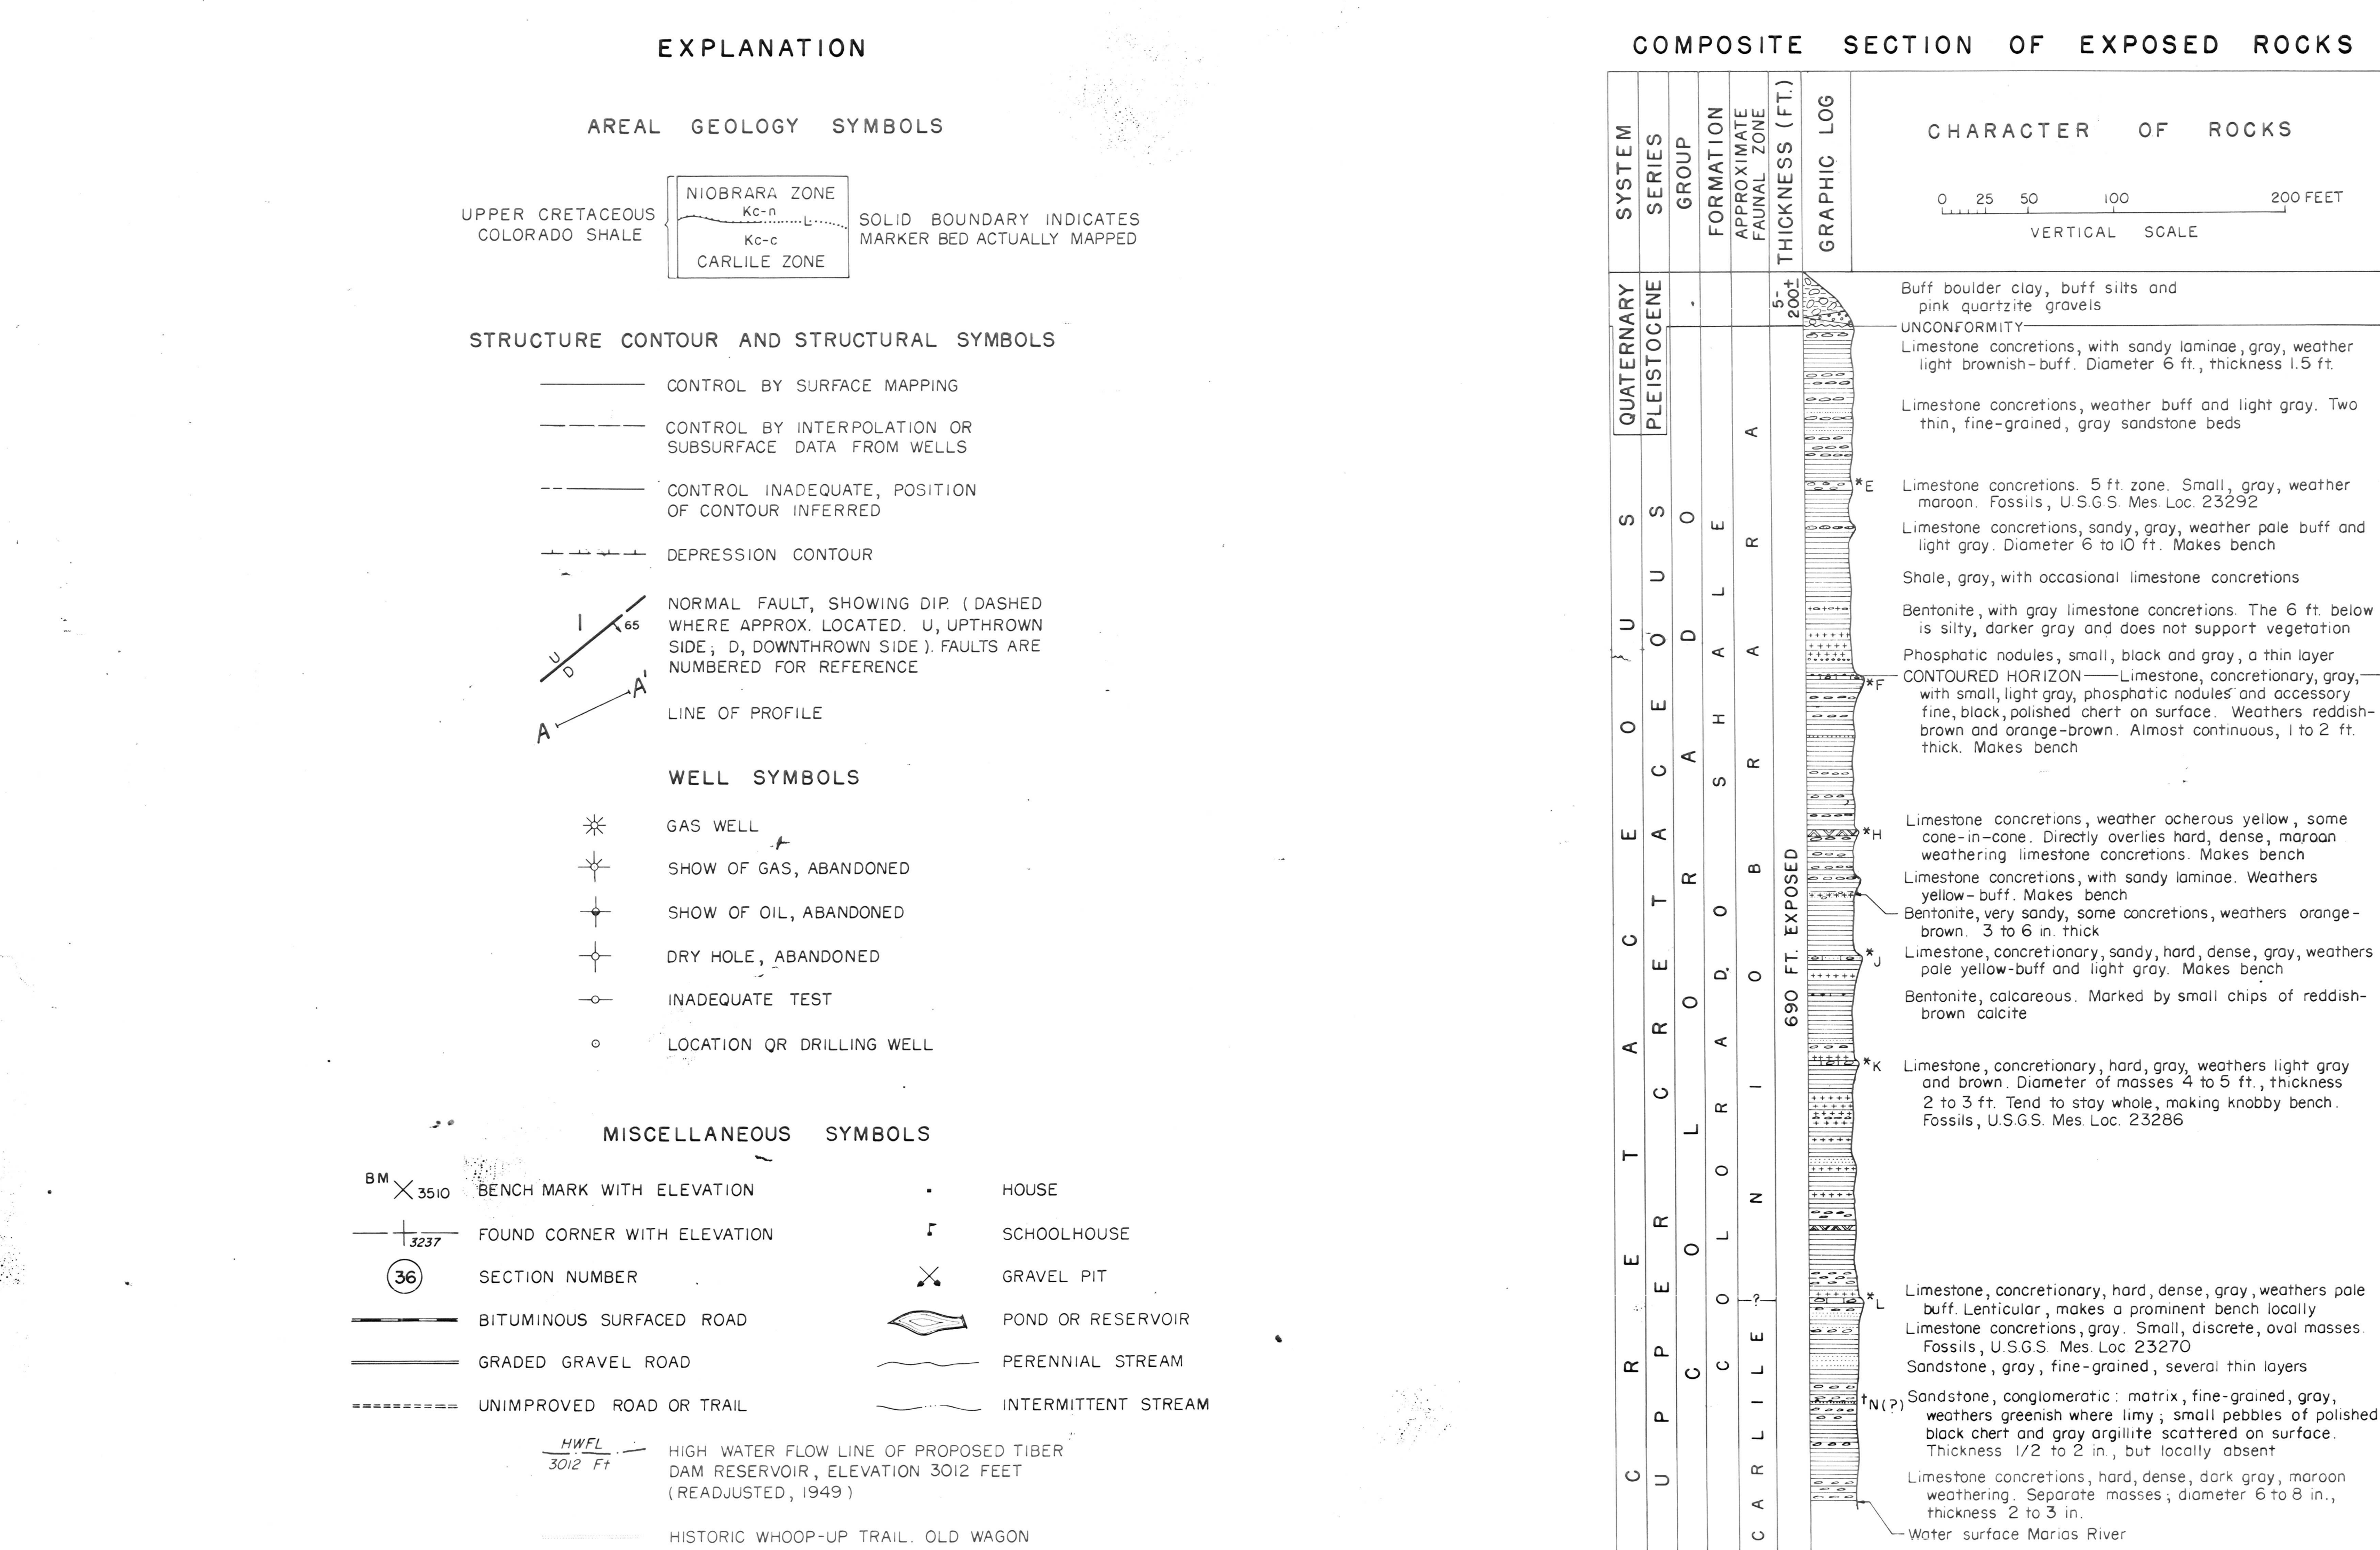 EXPLANATION
AREAL GEOLOGY SYMBOLS
UPPER CRETACEOUS
COLORADO SHALE
NIOBRARA ZONE
Kc-n
Kc-c
CARLILE ZONE
SOLID BOUNDARY INDICATES
MARKER BED ACTUALLY MAPPED
STRUCTURE CONTOUR AND STRUCTURAL SYMBOLS
CONTROL BY SURFACE MAPPING
CONTROL BY INTERPOLATION OR
SUBSURFACE DATA FROM WELLS
CONTROL INADEQUATE, POSITION
OF CONTOUR INFERRED
DEPRESSION CONTOUR
I
65
U
D
NORMAL FAULT, SHOWING DIP. (DASHED
WHERE APPROX. LOCATED. U, UPTHROWN
SIDE; D, DOWNTHROWN SIDE). FAULTS ARE
NUMBERED FOR REFERENCE
A
A'
LINE OF PROFILE
WELL SYMBOLS
GAS WELL
SHOW OF GAS, ABANDONED
SHOW OF OIL, ABANDONED
DRY HOLE, ABANDONED
INADEQUATE TEST
LOCATION OR DRILLING WELL
MISCELLANEOUS SYMBOLS
BM 3510
BENCH MARK WITH ELEVATION
3237
FOUND CORNER WITH ELEVATION
36
SECTION NUMBER
BITUMINOUS SURFACED ROAD
GRADED GRAVEL ROAD
UNIMPROVED ROAD OR TRAIL
HOUSE
SCHOOLHOUSE
GRAVEL PIT
POND OR RESERVOIR
PERENNIAL STREAM
INTERMITTENT STREAM
HWFL
3012 Ft
HIGH WATER FLOW LINE OF PROPOSED TIBER
DAM RESERVOIR, ELEVATION 3012 FEET
(READJUSTED, 1949)
HISTORIC WHOOP-UP TRAIL. OLD WAGON
COMPOSITE SECTION OF EXPOSED ROCKS
SYSTEM
SERIES
GROUP
FORMATION
APPROXIMATE
FAUNAL ZONE
THICKNESS (FT.)
GRAPHIC LOG
CHARACTER OF ROCKS
0 25 50 100 200 FEET
VERTICAL SCALE
QUATERNARY
PLEISTOCENE
5-
200±
CRETACEOUS
UPPER CRETACEOUS
COLORADO
COLORADO SHALE
NIOBRARA
?
CARLILE
690 FT. EXPOSED
Buff boulder clay, buff silts and
pink quartzite gravels
UNCONFORMITY
Limestone concretions, with sandy laminae, gray, weather
light brownish-buff. Diameter 6 ft., thickness 1.5 ft.
Limestone concretions, weather buff and light gray. Two
thin, fine-grained, gray sandstone beds
*E
Limestone concretions. 5 ft. zone. Small, gray, weather
maroon. Fossils, U.S.G.S. Mes. Loc. 23292
Limestone concretions, sandy, gray, weather pale buff and
light gray. Diameter 6 to 10 ft. Makes bench
Shale, gray, with occasional limestone concretions
Bentonite, with gray limestone concretions. The 6 ft. below
is silty, darker gray and does not support vegetation
Phosphatic nodules, small, black and gray, a thin layer
*F
CONTOURED HORIZON—Limestone, concretionary, gray,
with small, light gray, phosphatic nodules and accessory
fine, black, polished chert on surface. Weathers reddish-
brown and orange-brown. Almost continuous, 1 to 2 ft.
thick. Makes bench
*H
Limestone concretions, weather ocherous yellow, some
cone-in-cone. Directly overlies hard, dense, maroon
weathering limestone concretions. Makes bench
Limestone concretions, with sandy laminae. Weathers
yellow-buff. Makes bench
Bentonite, very sandy, some concretions, weathers orange-
brown. 3 to 6 in. thick
*J
Limestone, concretionary, sandy, hard, dense, gray, weathers
pale yellow-buff and light gray. Makes bench
Bentonite, calcareous. Marked by small chips of reddish-
brown calcite
*K
Limestone, concretionary, hard, gray, weathers light gray
and brown. Diameter of masses 4 to 5 ft., thickness
2 to 3 ft. Tend to stay whole, making knobby bench.
Fossils, U.S.G.S. Mes. Loc. 23286
*L
Limestone, concretionary, hard, dense, gray, weathers pale
buff. Lenticular, makes a prominent bench locally
Limestone concretions, gray. Small, discrete, oval masses.
Fossils, U.S.G.S. Mes. Loc 23270
Sandstone, gray, fine-grained, several thin layers
†N(?)
Sandstone, conglomeratic: matrix, fine-grained, gray,
weathers greenish where limy; small pebbles of polished
black chert and gray argillite scattered on surface.
Thickness 1/2 to 2 in., but locally absent
Limestone concretions, hard, dense, dark gray, maroon
weathering. Separate masses; diameter 6 to 8 in.,
thickness 2 to 3 in.
Water surface Marias River